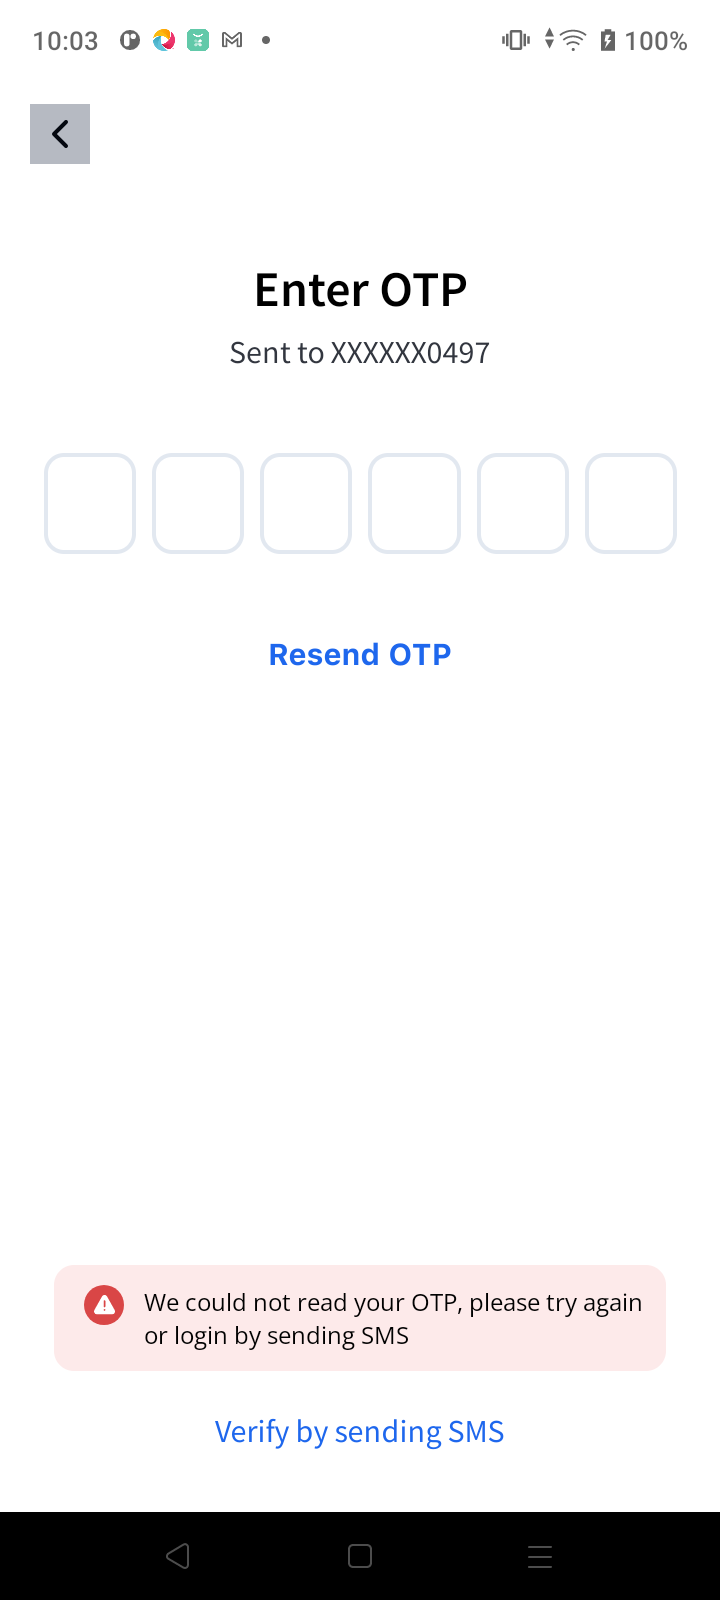 10:03
100%
Enter OTP
Sent to XXXXXX0497
Resend OTP
We could not read your OTP, please try again
or login by sending SMS
Verify by sending SMS